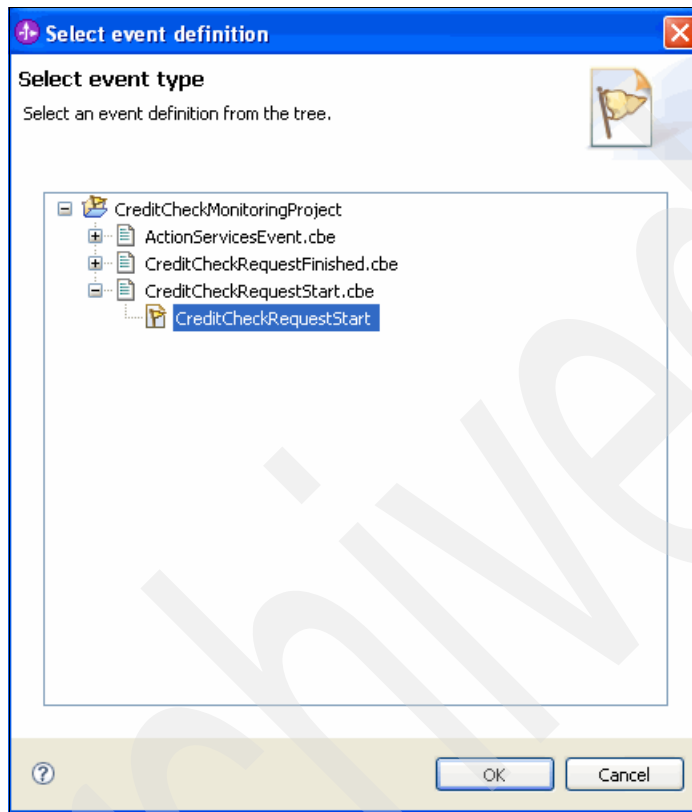 Select event definition
Select event type
Select an event definition from the tree.
CreditCheckMonitoringProject
ActionServicesEvent.cbe
CreditCheckRequestFinished.cbe
CreditCheckRequestStart.cbe
CreditCheckRequestStart
OK
Cancel